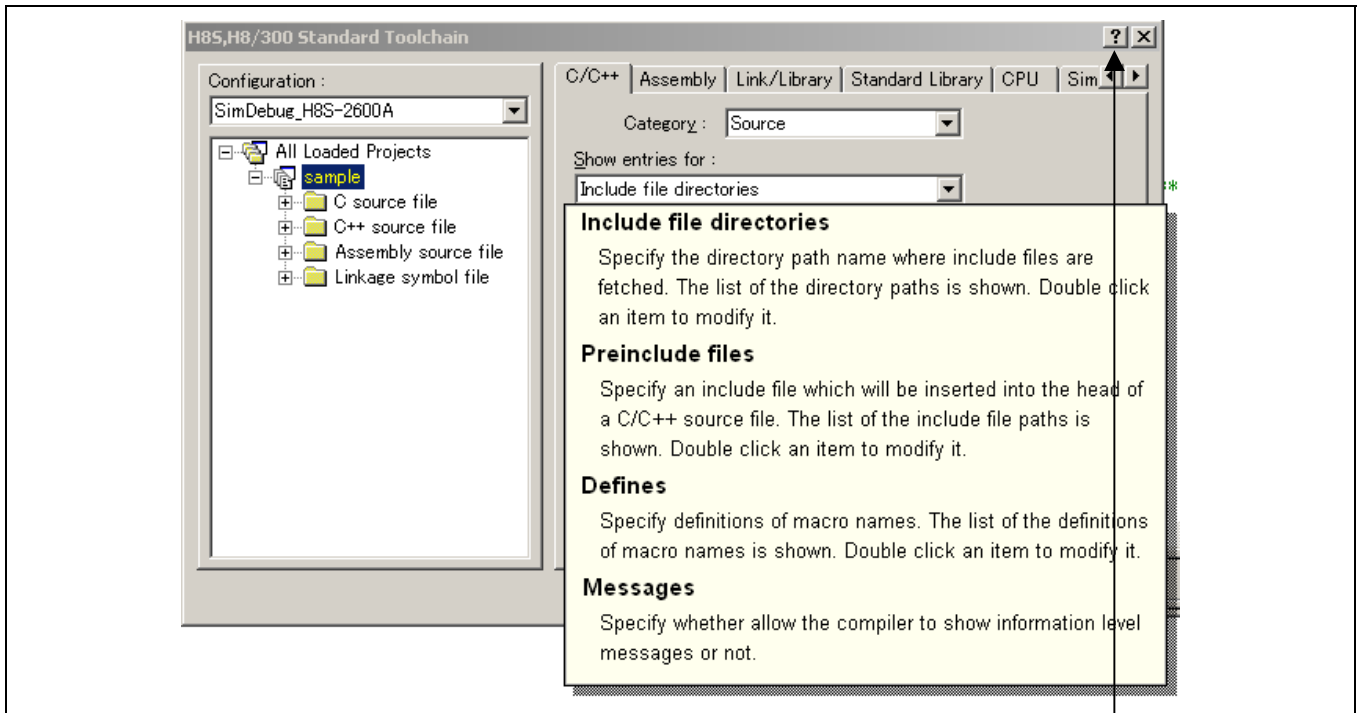 H8S,H8/300 Standard Toolchain
Configuration :
SimDebug_H8S-2600A
All Loaded Projects
sample
C source file
C++ source file
Assembly source file
Linkage symbol file
C/C++ Assembly Link/Library Standard Library CPU Sim
Category : Source
Show entries for :
Include file directories
Include file directories
Specify the directory path name where include files are
fetched. The list of the directory paths is shown. Double click
an item to modify it.
Preinclude files
Specify an include file which will be inserted into the head of
a C/C++ source file. The list of the include file paths is
shown. Double click an item to modify it.
Defines
Specify definitions of macro names. The list of the definitions
of macro names is shown. Double click an item to modify it.
Messages
Specify whether allow the compiler to show information level
messages or not.